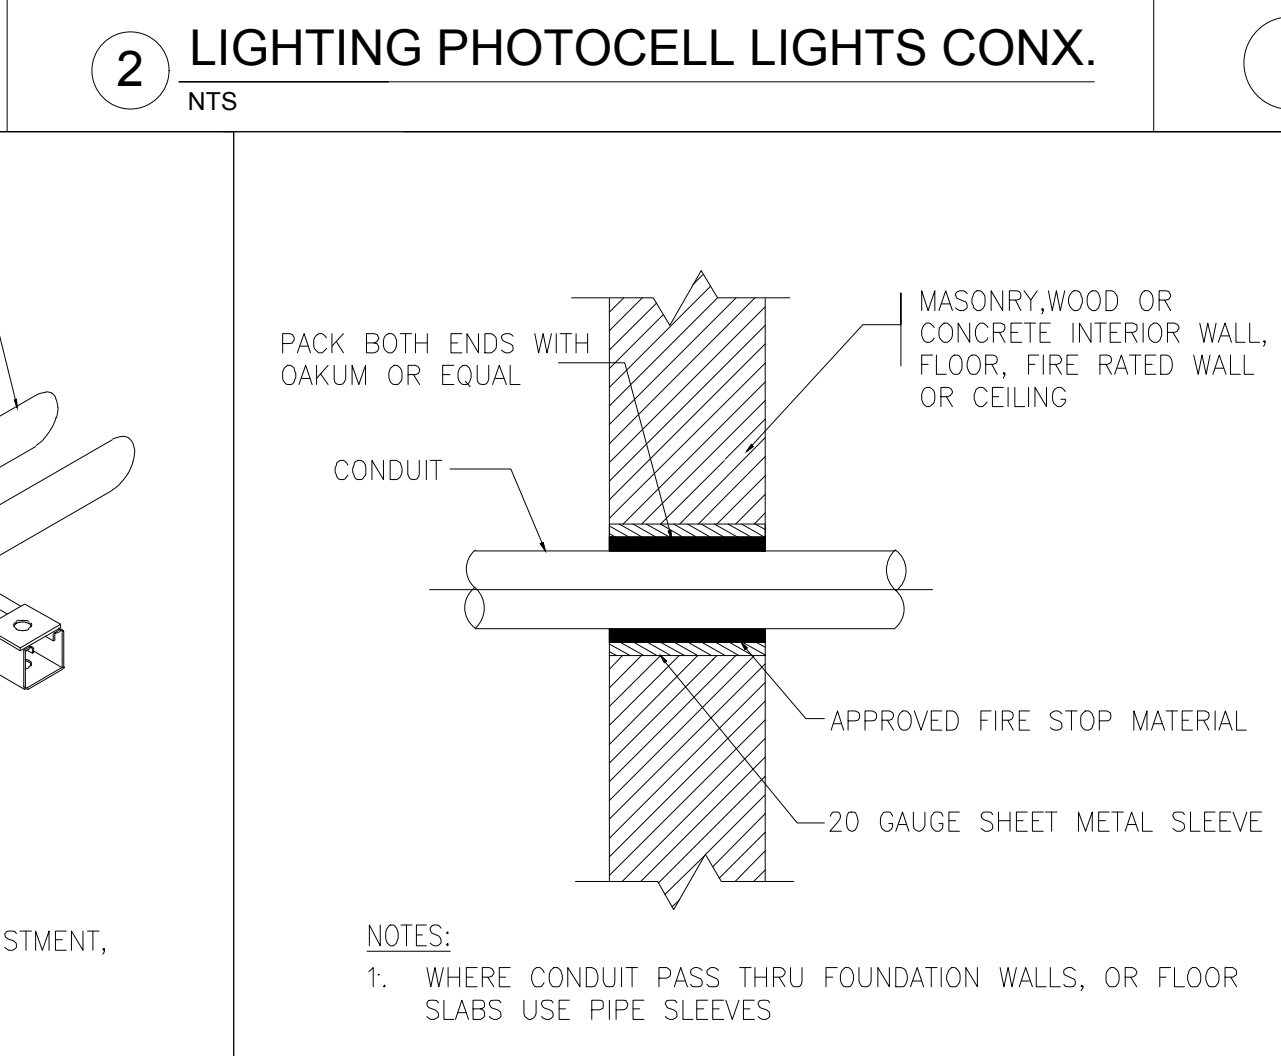 2 LIGHTING PHOTOCELL LIGHTS CONX.
NTS
MASONRY,WOOD OR
CONCRETE INTERIOR WALL,
FLOOR, FIRE RATED WALL
OR CEILING
PACK BOTH ENDS WITH
OAKUM OR EQUAL
CONDUIT
APPROVED FIRE STOP MATERIAL
20 GAUGE SHEET METAL SLEEVE
STMENT,
NOTES:
1. WHERE CONDUIT PASS THRU FOUNDATION WALLS, OR FLOOR
SLABS USE PIPE SLEEVES